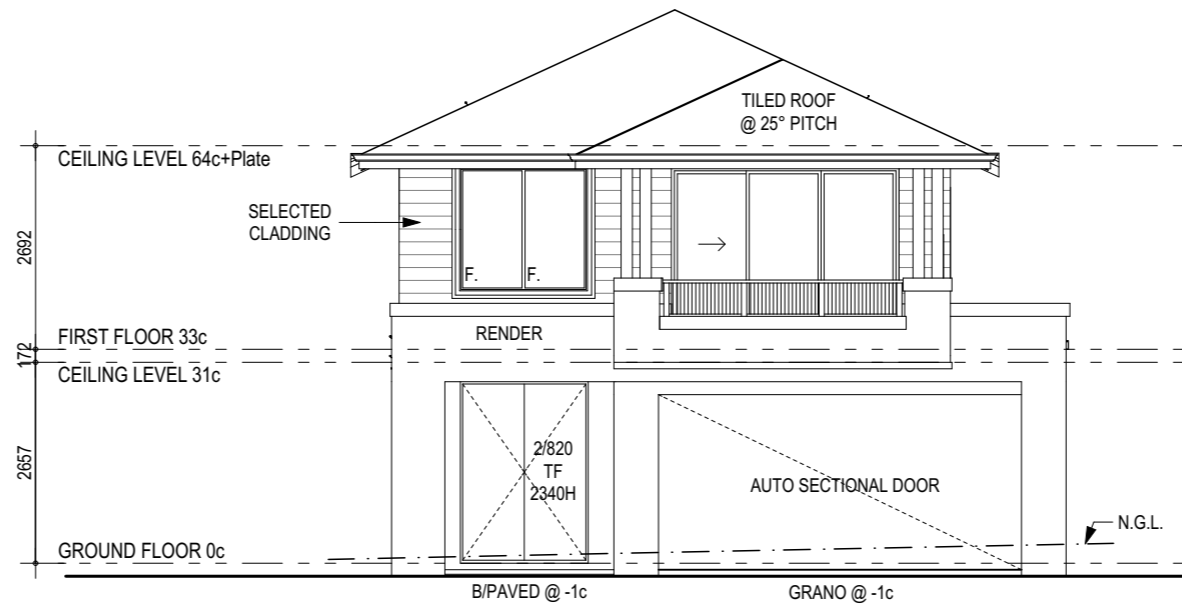 TILED ROOF
@ 25° PITCH
CEILING LEVEL 64c+Plate
SELECTED
CLADDING
2692
F. F.
FIRST FLOOR 33c
RENDER
172
CEILING LEVEL 31c
2657
2/820
TF
2340H
AUTO SECTIONAL DOOR
N.G.L.
GROUND FLOOR 0c
B/PAVED @ -1c
GRANO @ -1c